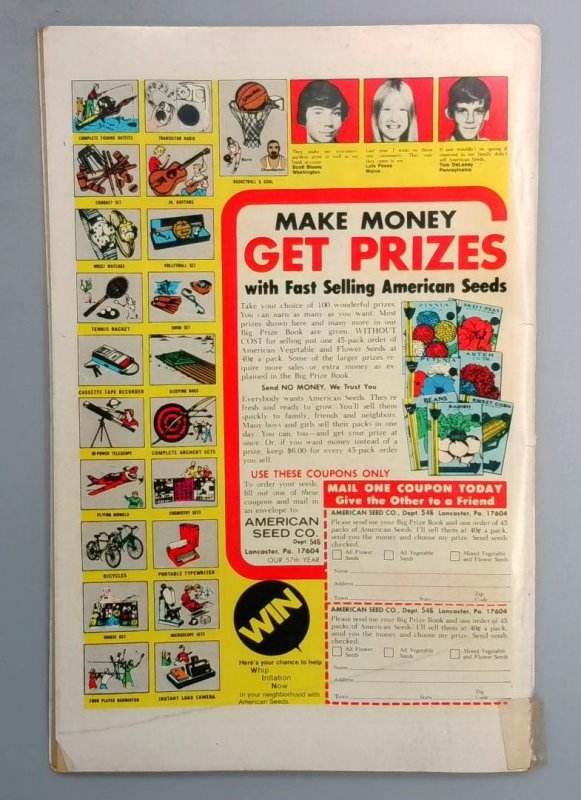 COMPLETE FISHING OUTFITS
TRANSISTOR RADIO
CROQUET SET
JR. GUITARS
Barry
Chamberlain
BASKETBALL & GOAL
WRIST WATCHES
VOLLEYBALL SET
TENNIS RACKET
SWIM SET
CASSETTE TAPE RECORDER
SLEEPING BAGS
30-POWER TELESCOPE
COMPLETE ARCHERY SETS
FLYING MODELS
CHEMISTRY SETS
BICYCLES
PORTABLE TYPEWRITER
MAGIC SET
MICROSCOPE SETS
FOUR PLAYER BADMINTON
INSTANT LOAD CAMERA
They make my customers
gardens grow as well as my
bank account.
Scott Bloom
Washington
Last year I went to them
my customers. This year
they came to me.
Lois Pease
Maine
It just wouldn't be spring if
someone in our family didn't
sell American Seeds.
Tom DeLaney
Pennsylvania
MAKE MONEY
GET PRIZES
with Fast Selling American Seeds
Take your choice of 100 wonderful prizes.
You can earn as many as you want. Most
prizes shown here and many more in our
Big Prize Book are given WITHOUT
COST for selling just one 45-pack order of
American Vegetable and Flower Seeds at
40¢ a pack. Some of the larger prizes
require more sales or extra money as ex-
plained in the Big Prize Book.
Send NO MONEY, We Trust You
Everybody wants American Seeds. They're
fresh and ready to grow. You'll sell them
quickly to family, friends and neighbors.
Many boys and girls sell their packs in one
day: You can, too—and get your prize at
once. Or, if you want money instead of a
prize, keep $6.00 for every 45-pack order
you sell.
ZINNIA
SWEET PEAS
PETUNIA
ASTER
BEANS
RADISH
SWEET CORN
USE THESE COUPONS ONLY
To order your seeds,
fill out one of these
coupons and mail in
an envelope to:
AMERICAN
SEED CO.
Dept. 546
Lancaster, Pa. 17604
OUR 57th YEAR
MAIL ONE COUPON TODAY
Give the Other to a Friend
AMERICAN SEED CO., Dept. 546 Lancaster, Pa. 17604
Please send me your Big Prize Book and one order of 45
packs of American Seeds. I'll sell them at 40¢ a pack,
send you the money and choose my prize. Send seeds
checked.
All Flower Seeds
All Vegetable Seeds
Mixed Vegetable and Flower Seeds
Name
Address
Town State Zip Code
AMERICAN SEED CO., Dept. 546 Lancaster, Pa. 17604
Please send me your Big Prize Book and one order of 45
packs of American Seeds. I'll sell them at 40¢ a pack,
send you the money and choose my prize. Send seeds
checked.
All Flower Seeds
All Vegetable Seeds
Mixed Vegetable and Flower Seeds
Name
Address
Town State Zip Code
WIN
Here's your chance to help
Whip
Inflation
Now
in your neighborhood with
American Seeds.